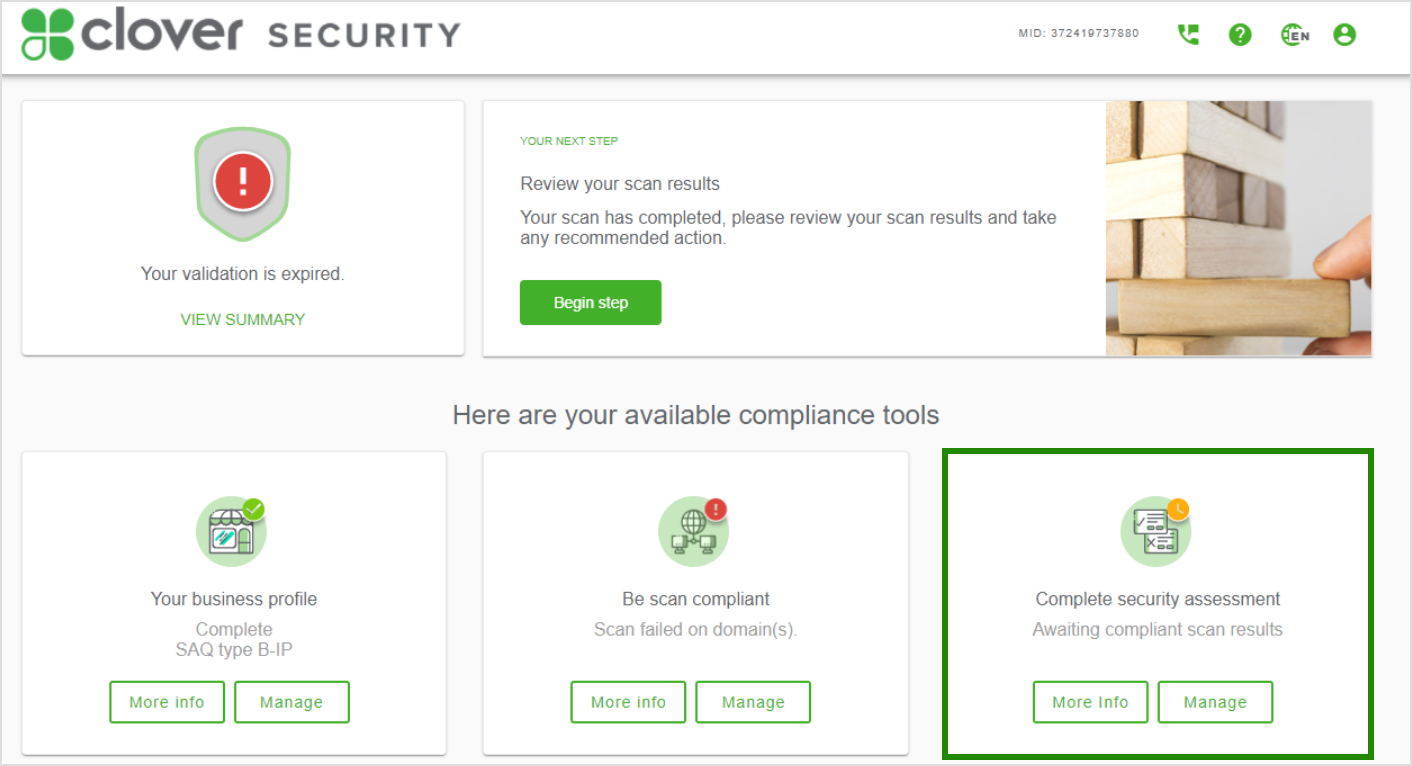 clover SECURITY
MID: 372419737880
EN
Your validation is expired.
VIEW SUMMARY
YOUR NEXT STEP
Review your scan results
Your scan has completed, please review your scan results and take
any recommended action.
Begin step
Here are your available compliance tools
Your business profile
Complete
SAQ type B-IP
More info
Manage
Be scan compliant
Scan failed on domain(s).
More info
Manage
Complete security assessment
Awaiting compliant scan results
More Info
Manage